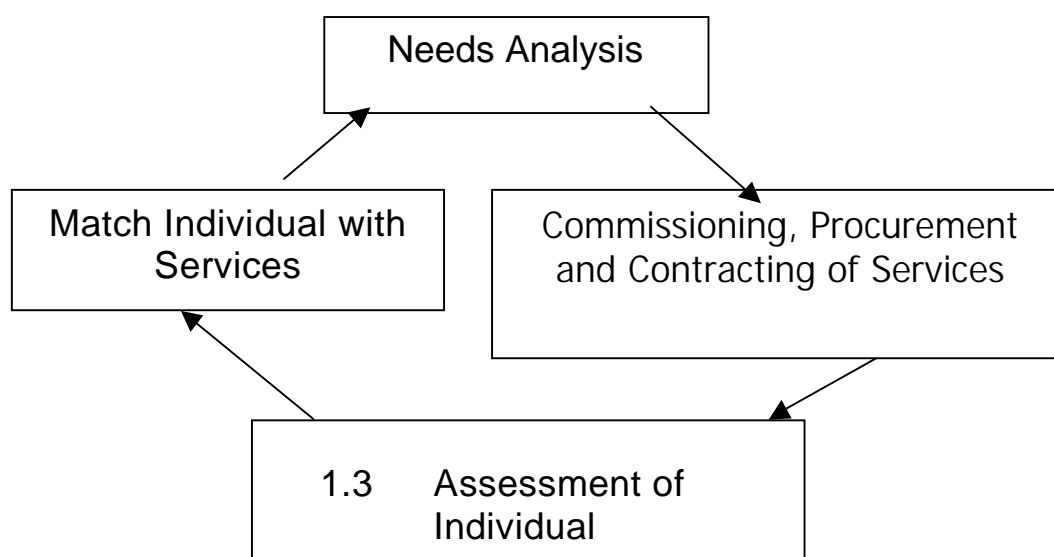 Needs Analysis
Match Individual with
Services
Commissioning, Procurement
and Contracting of Services
1.3 Assessment of
Individual